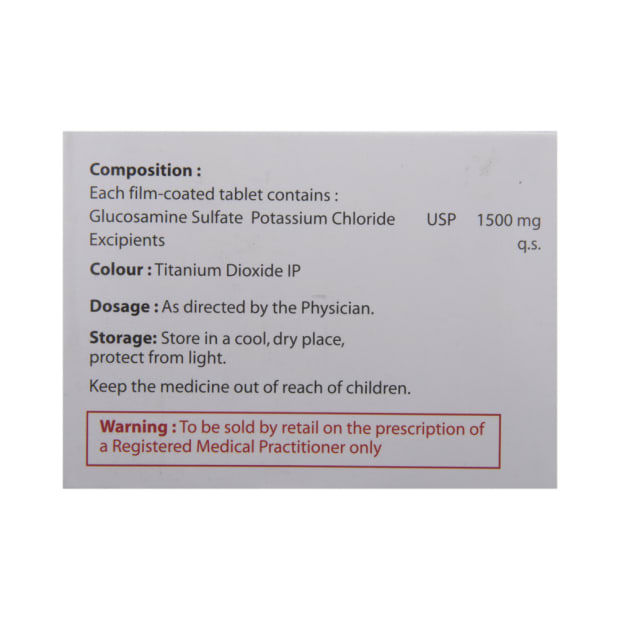 Composition :
Each film-coated tablet contains :
Glucosamine Sulfate Potassium Chloride USP 1500 mg
Excipients q.s.
Colour : Titanium Dioxide IP
Dosage : As directed by the Physician.
Storage: Store in a cool, dry place,
protect from light.
Keep the medicine out of reach of children.
Warning : To be sold by retail on the prescription of
a Registered Medical Practitioner only